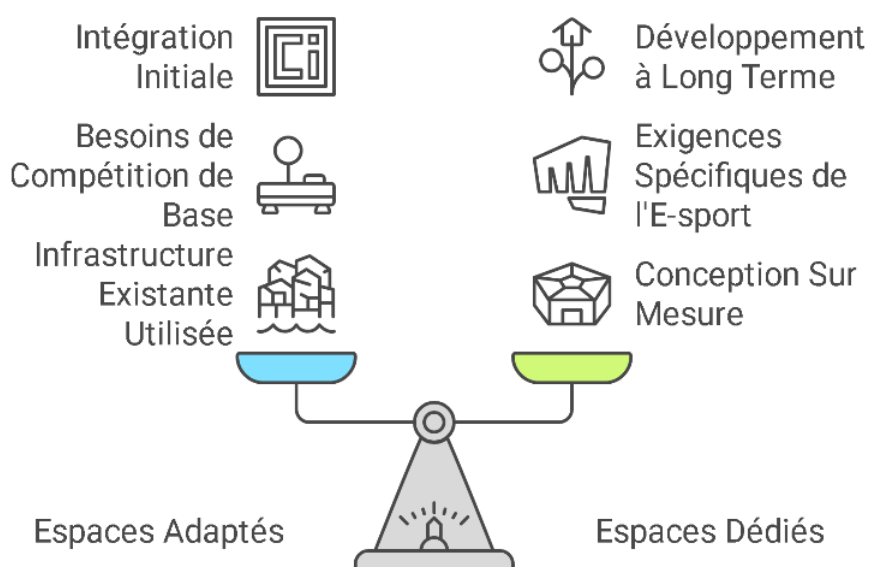 Intégration
Initiale
Besoins de
Compétition de
Base
Infrastructure
Existante
Utilisée
Développement
à Long Terme
Exigences
Spécifiques de
l'E-sport
Conception Sur
Mesure
Espaces Adaptés
Espaces Dédiés